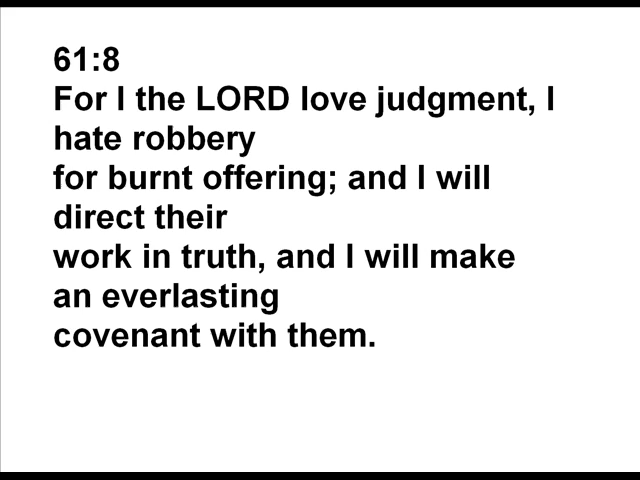 61:8
For I the LORD love judgment, I
hate robbery
for burnt offering; and I will
direct their
work in truth, and I will make
an everlasting
covenant with them.